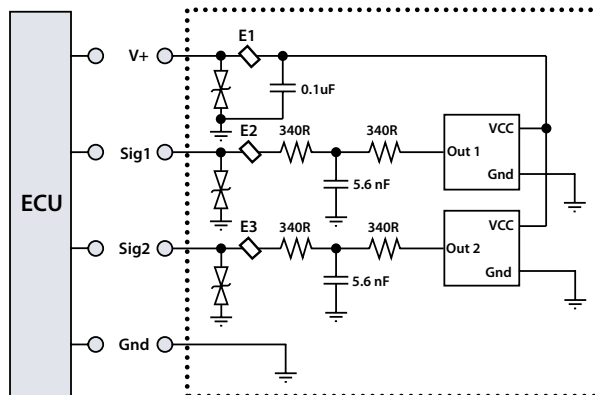 E1
V+
0.1uF
E2
340R
340R
VCC
Sig1
Out 1
Gnd
5.6 nF
ECU
E3
340R
340R
VCC
Sig2
Out 2
Gnd
5.6 nF
Gnd